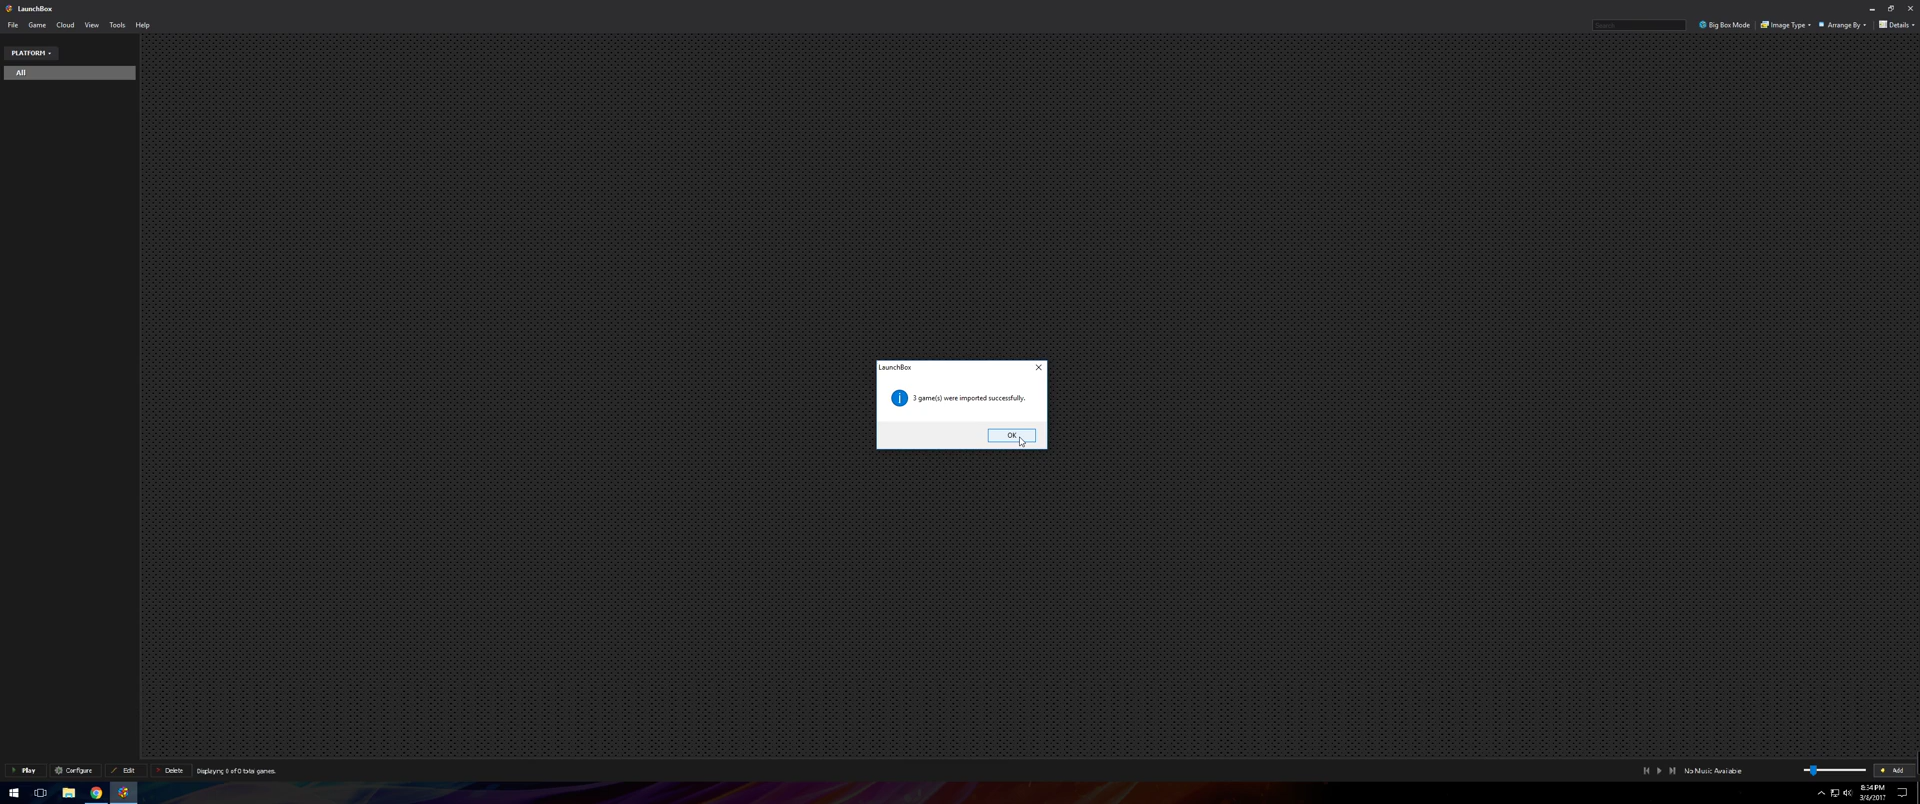 LaunchBox
File Game Cloud View Tools Help
Search Big Box Mode Image Type Arrange By Details
PLATFORM
All
LaunchBox
3 game(s) were imported successfully.
OK
Play Configure Edit Delete Displaying 0 of 0 total games. No Music Available Add
8:34 PM
3/8/2017